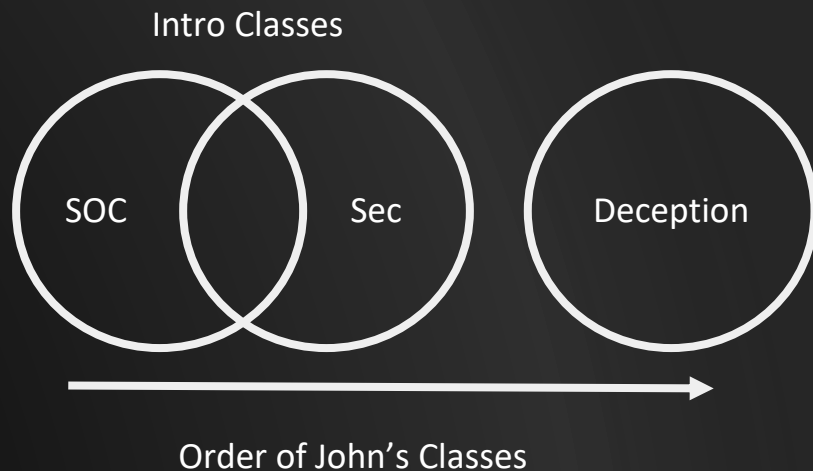 Intro Classes
SOC
Sec
Deception
Order of John’s Classes